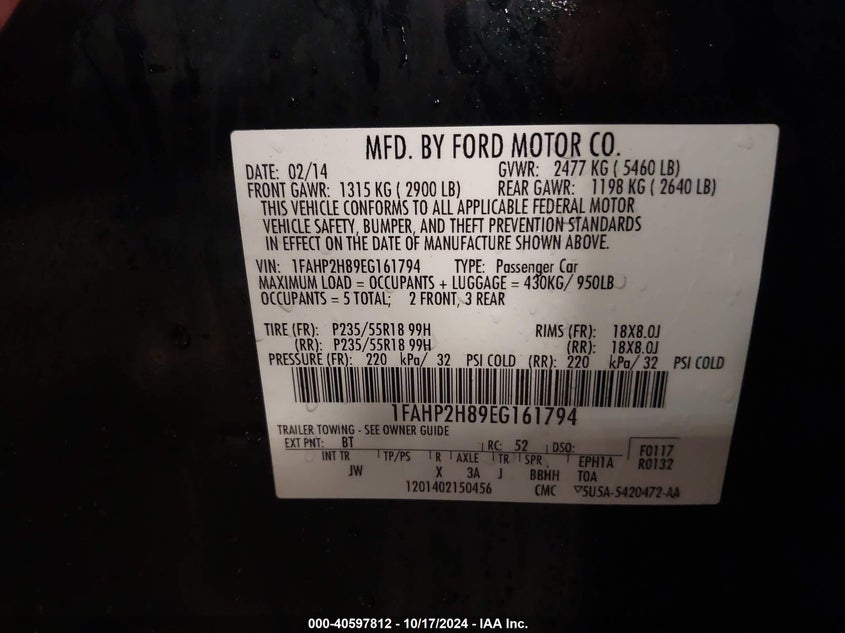 MFD. BY FORD MOTOR CO.
DATE: 02/14 GVWR: 2477 KG ( 5460 LB)
FRONT GAWR: 1315 KG ( 2900 LB) REAR GAWR: 1198 KG ( 2640 LB)
THIS VEHICLE CONFORMS TO ALL APPLICABLE FEDERAL MOTOR
VEHICLE SAFETY, BUMPER, AND THEFT PREVENTION STANDARDS
IN EFFECT ON THE DATE OF MANUFACTURE SHOWN ABOVE.
VIN: 1FAHP2H89EG161794 TYPE: Passenger Car
MAXIMUM LOAD = OCCUPANTS + LUGGAGE = 430KG/ 950LB
OCCUPANTS = 5 TOTAL; 2 FRONT, 3 REAR
TIRE (FR): P235/55R18 99H RIMS (FR): 18X8.0J
(RR): P235/55R18 99H (RR): 18X8.0J
PRESSURE (FR): 220 kPa/ 32 PSI COLD (RR): 220 kPa/ 32 PSI COLD
1FAHP2H89EG161794
TRAILER TOWING - SEE OWNER GUIDE
EXT PNT: BT RC: 52 DSO: F0117
INT TR TP/PS R AXLE TR SPR EPH1A R0132
JW X 3A J BBHH TOA
1201402150456 CMC ▽5U5A-5420472-AA
000-40597812 - 10/17/2024 - IAA Inc.